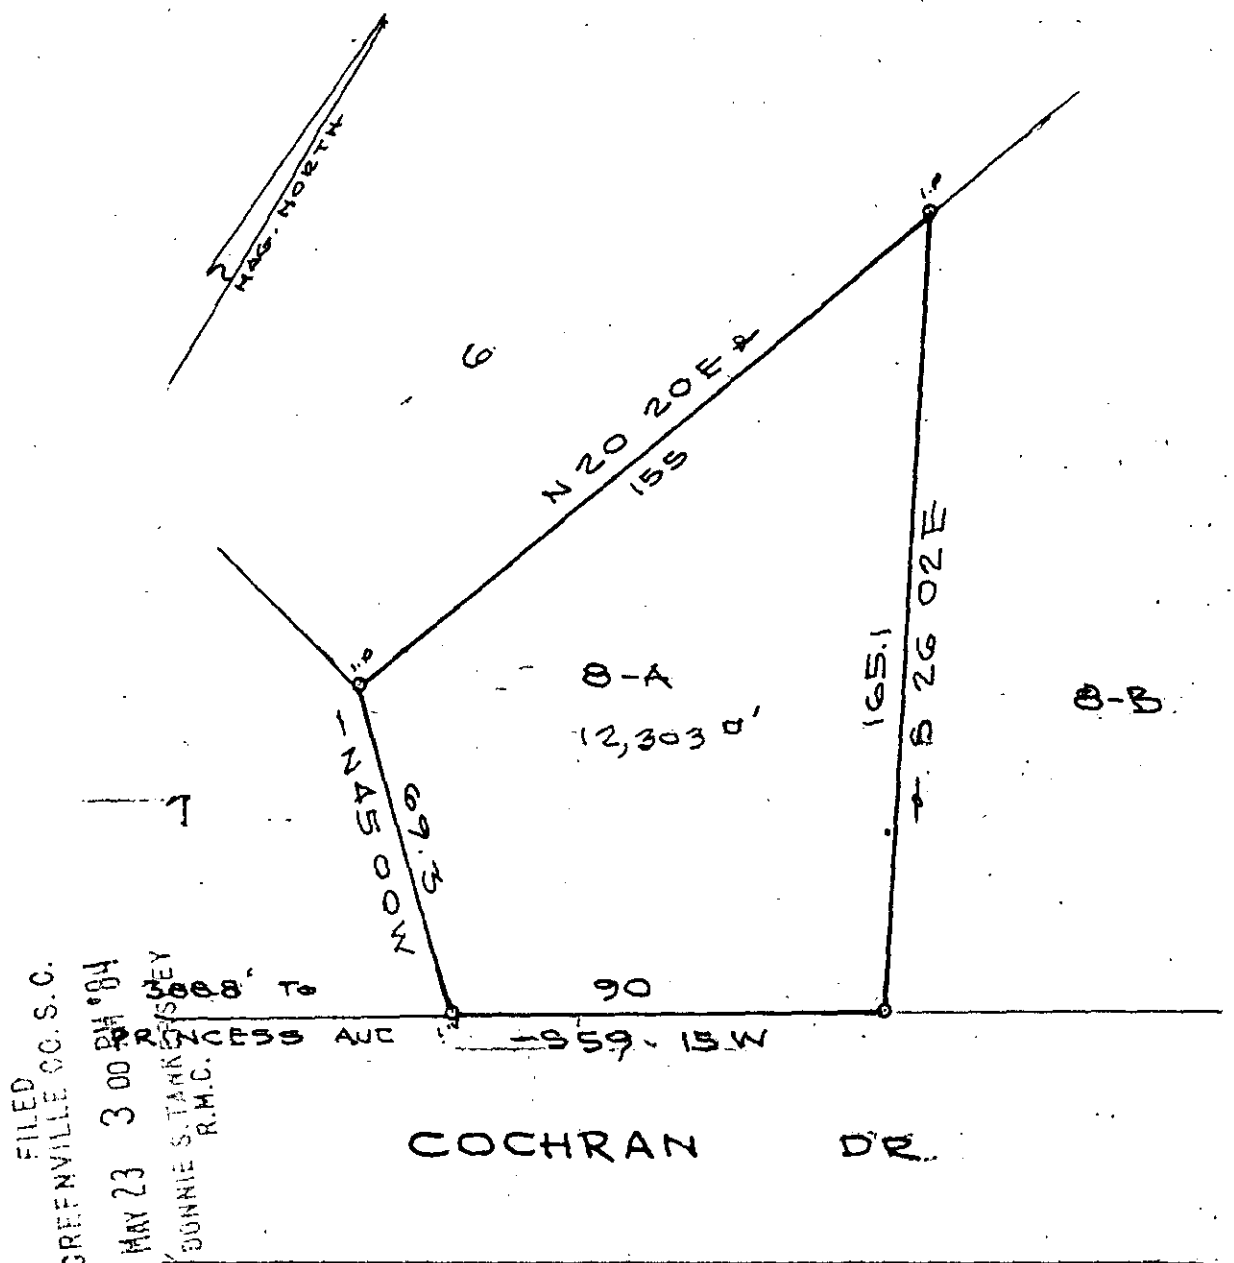 MAG. NORTH
6
I.P
N 20 20 E
155
I.P
165.1
S 26 02 E
8-A
12,303 □'
8-B
7
69.3
N 45 00 W
To
90
PRINCESS AVE
S 59 - 15 W
COCHRAN DR.
FILED
GREENVILLE CO. S. C.
MAY 23 3 00 PM '84
DONNIE S. TANKERSLEY
R.M.C.